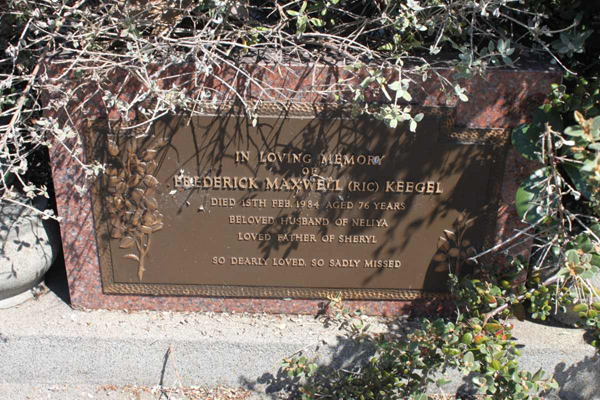 IN LOVING MEMORY
OF
FREDERICK MAXWELL (RIC) KEEGEL
DIED 15TH FEB. 1984 AGED 76 YEARS
BELOVED HUSBAND OF NELIYA
LOVED FATHER OF SHERYL
SO DEARLY LOVED, SO SADLY MISSED